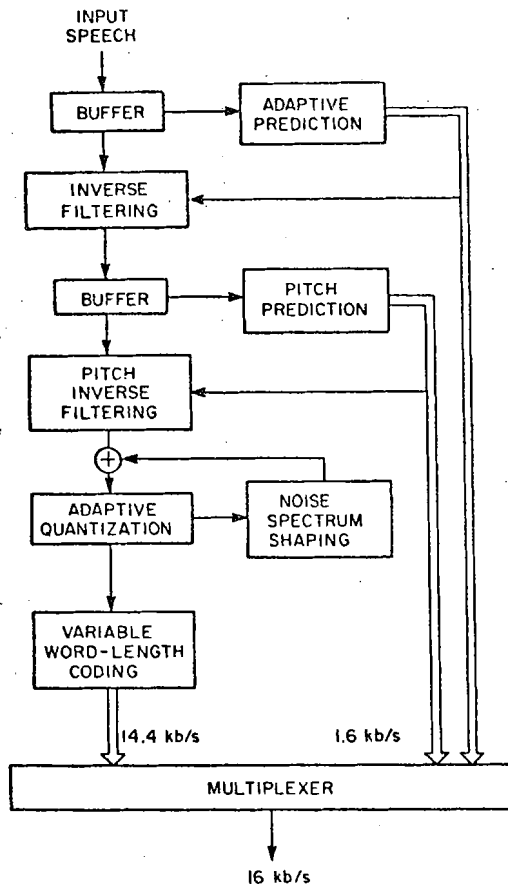 INPUT
SPEECH
BUFFER
ADAPTIVE
PREDICTION
INVERSE
FILTERING
BUFFER
PITCH
PREDICTION
PITCH
INVERSE
FILTERING
+
ADAPTIVE
QUANTIZATION
NOISE
SPECTRUM
SHAPING
VARIABLE
WORD-LENGTH
CODING
14.4 kb/s
1.6 kb/s
MULTIPLEXER
16 kb/s